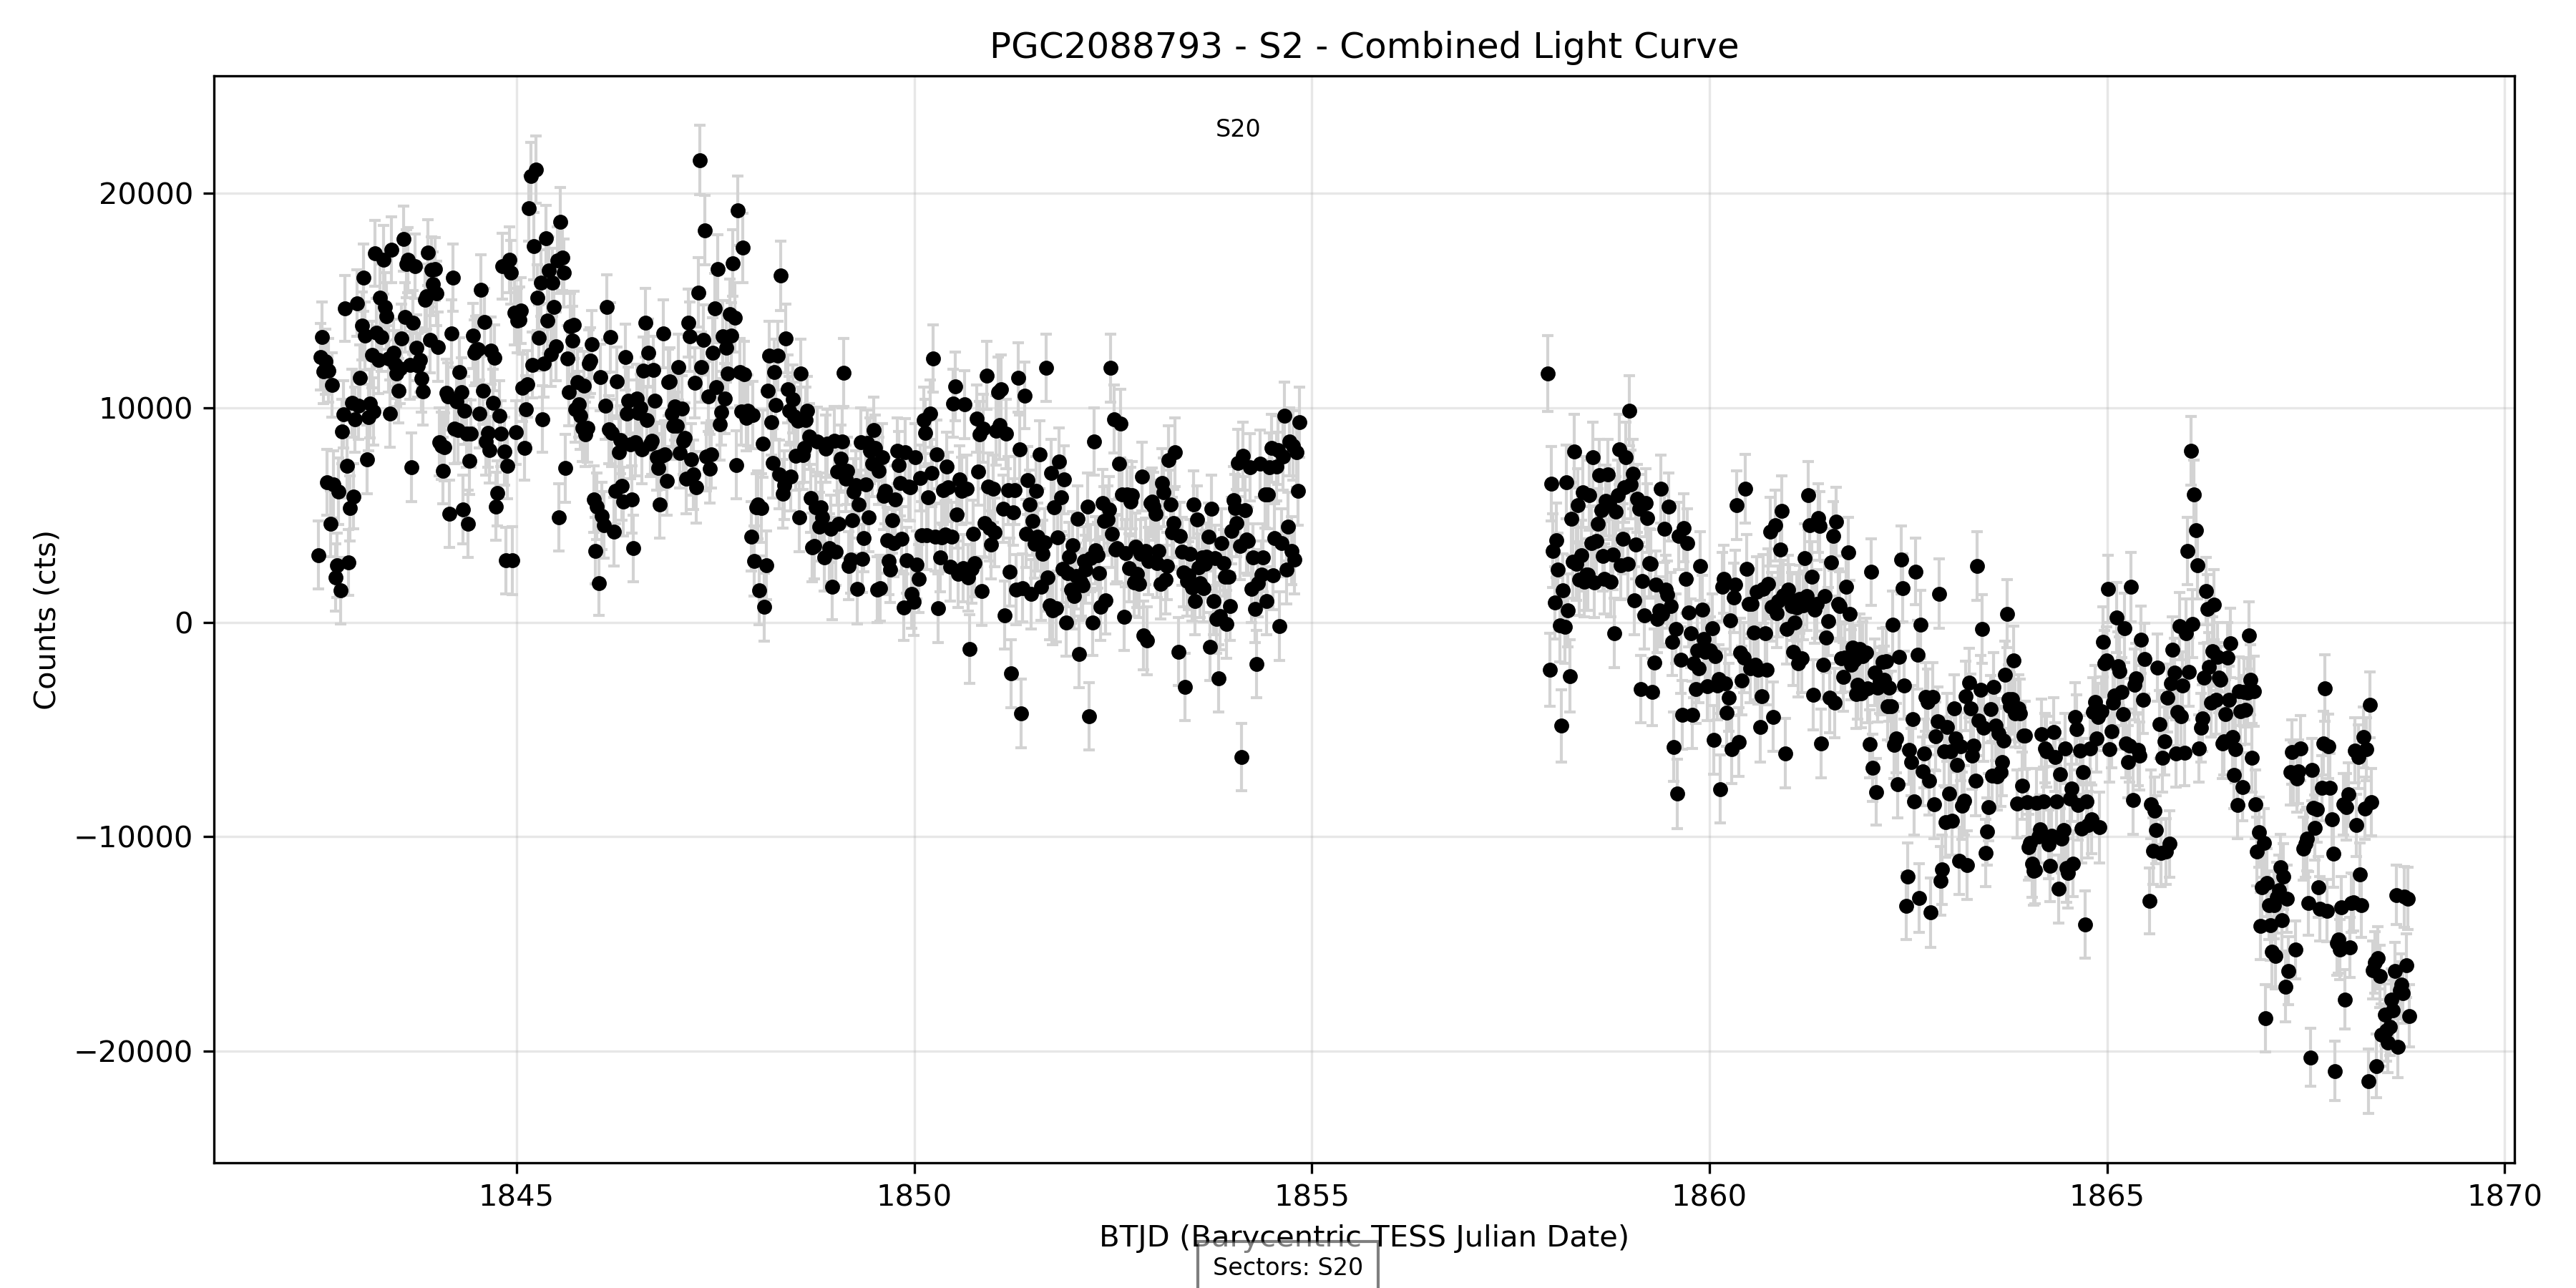 PGC2088793 - S2 - Combined Light Curve
S20
20000
10000
0
−10000
−20000
Counts (cts)
1845 1850 1855 1860 1865 1870
BTJD (Barycentric TESS Julian Date)
Sectors: S20